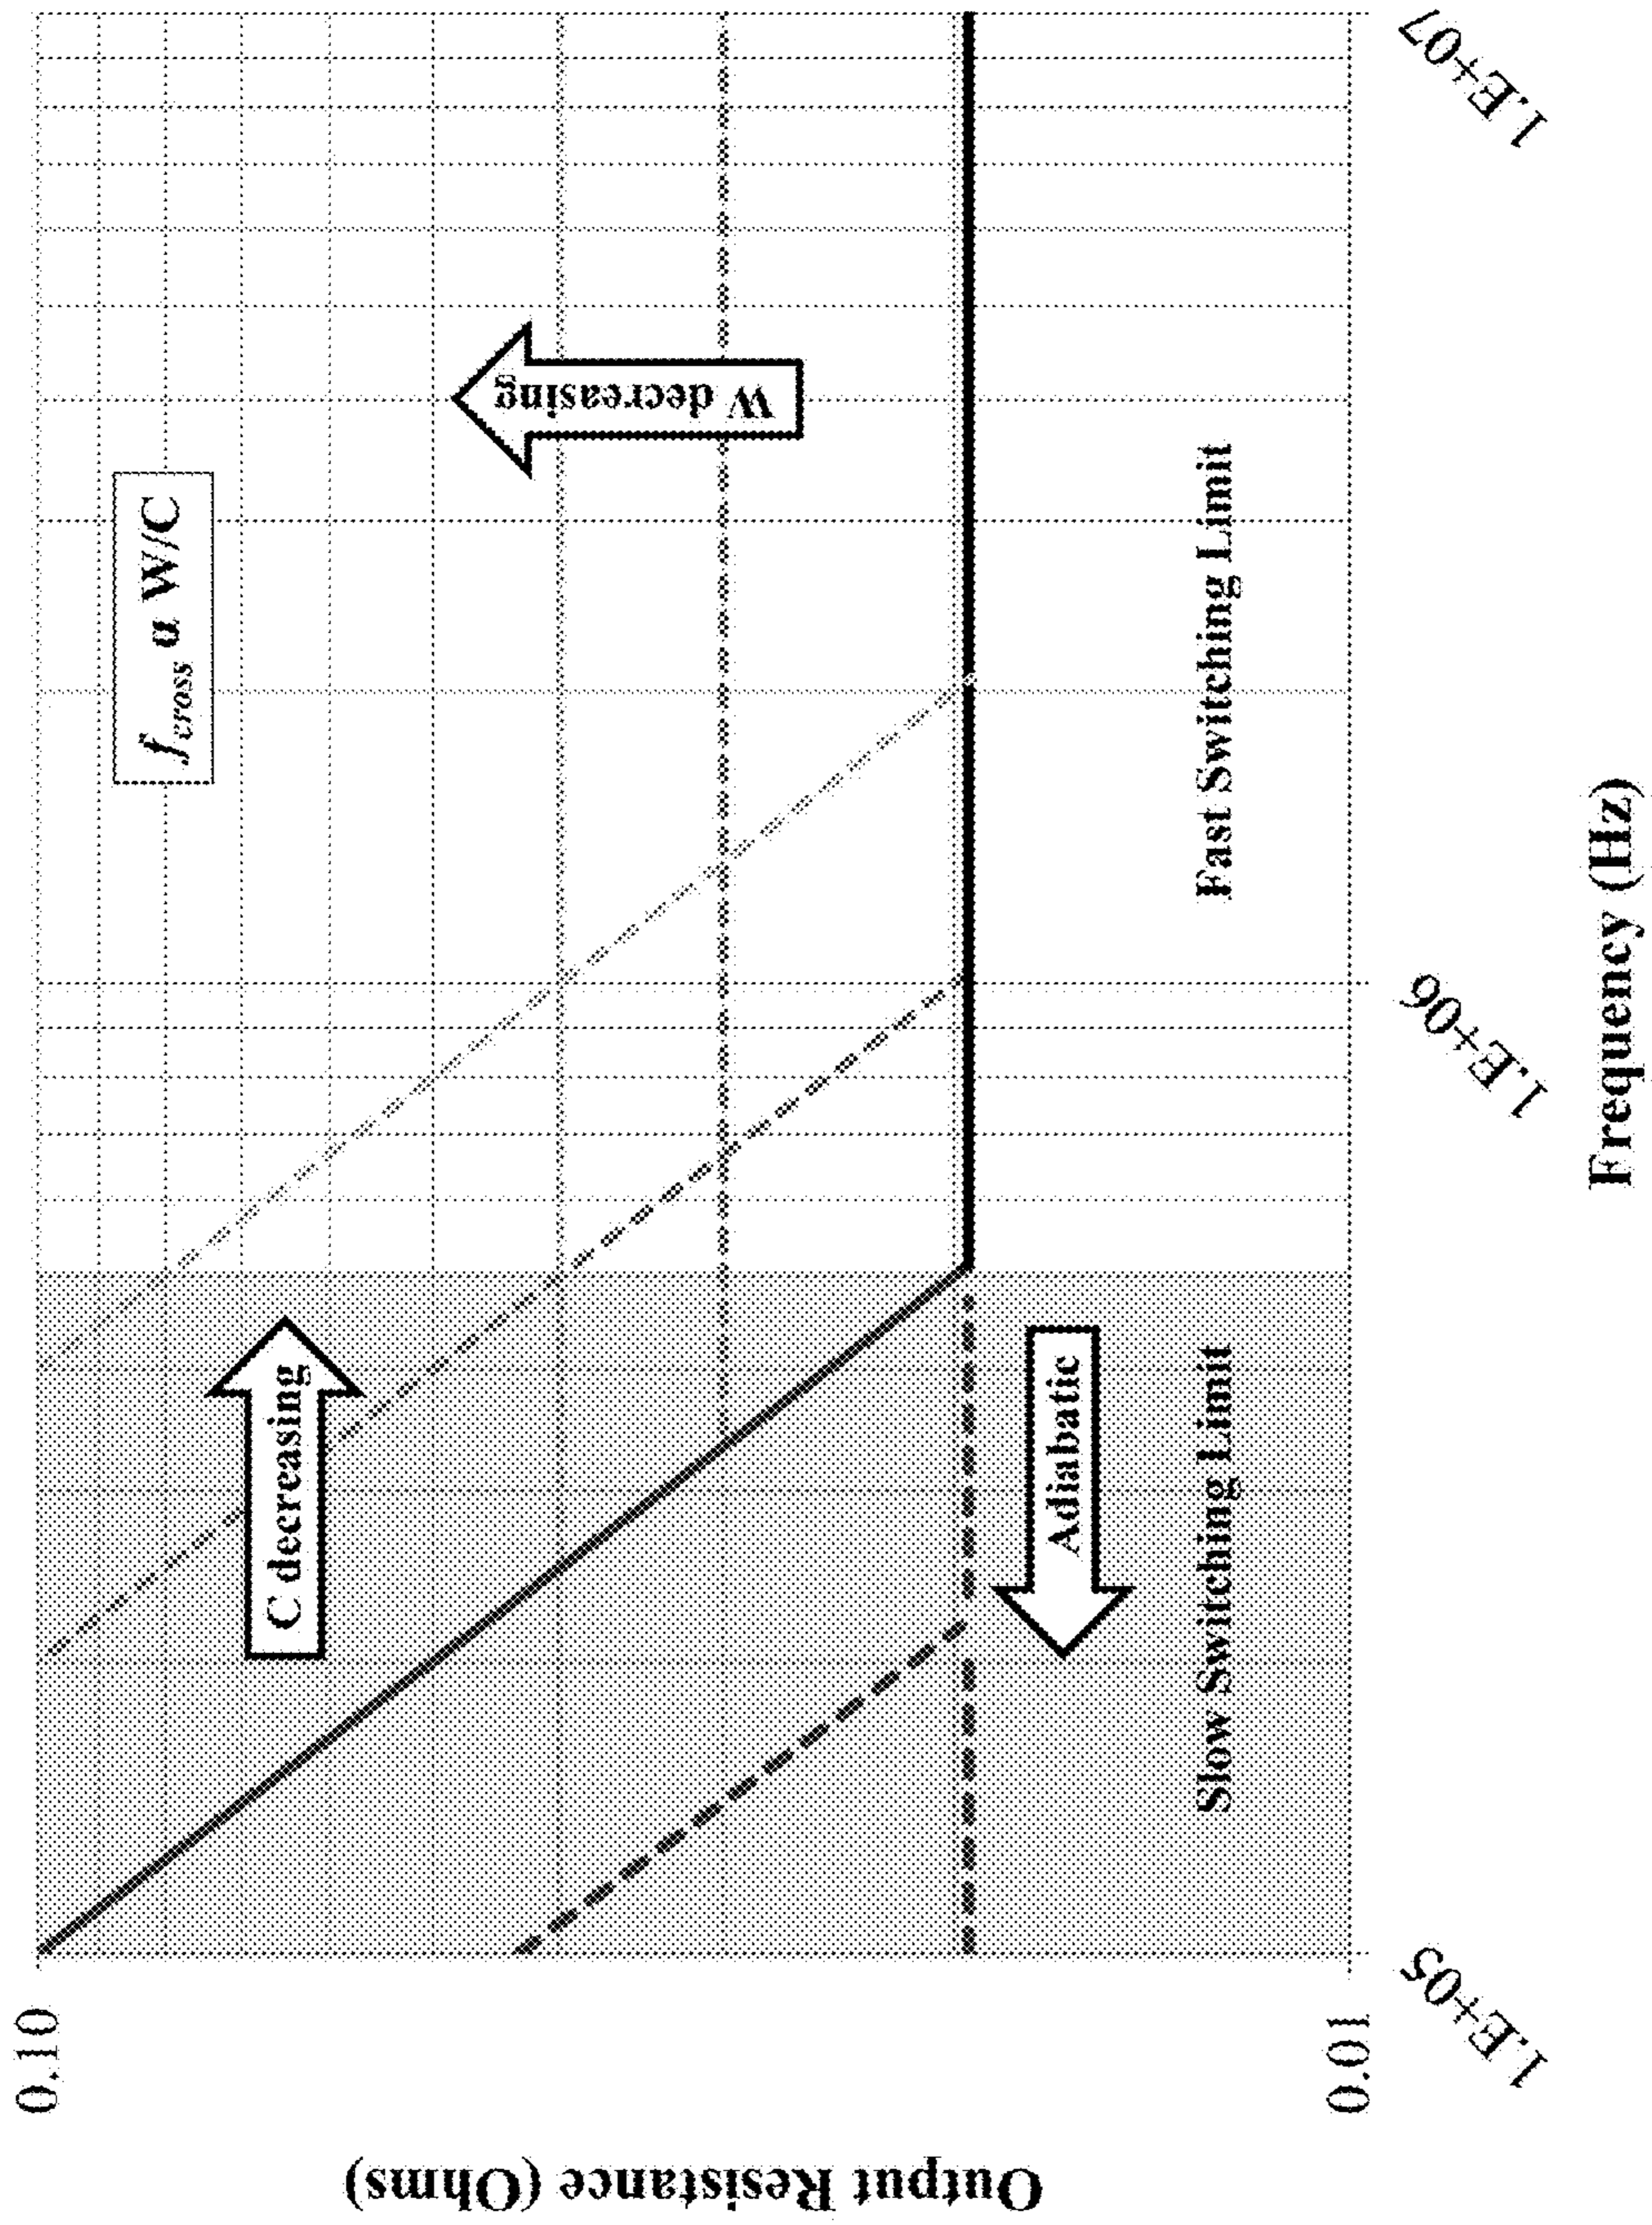 0.10
0.01
Output Resistance (Ohms)
f cross α W/C
C decreasing
W decreasing
Adiabatic
Slow Switching Limit
Fast Switching Limit
1.E+05
1.E+06
1.E+07
Frequency (Hz)